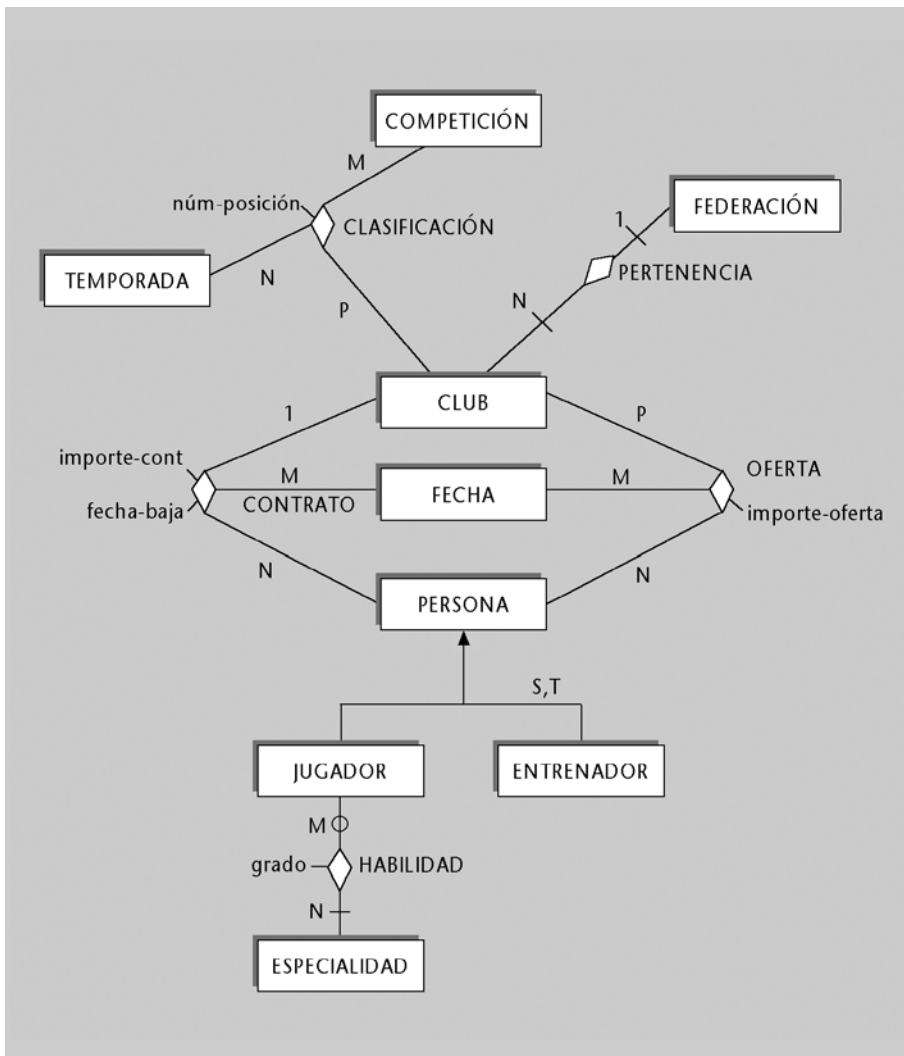 COMPETICIÓN
M
núm-posición
CLASIFICACIÓN
FEDERACIÓN
1
PERTENENCIA
TEMPORADA
N
N
P
CLUB
1
P
importe-cont
OFERTA
M
FECHA
M
fecha-baja
CONTRATO
importe-oferta
N
N
PERSONA
S,T
JUGADOR
ENTRENADOR
M
grado
HABILIDAD
N
ESPECIALIDAD